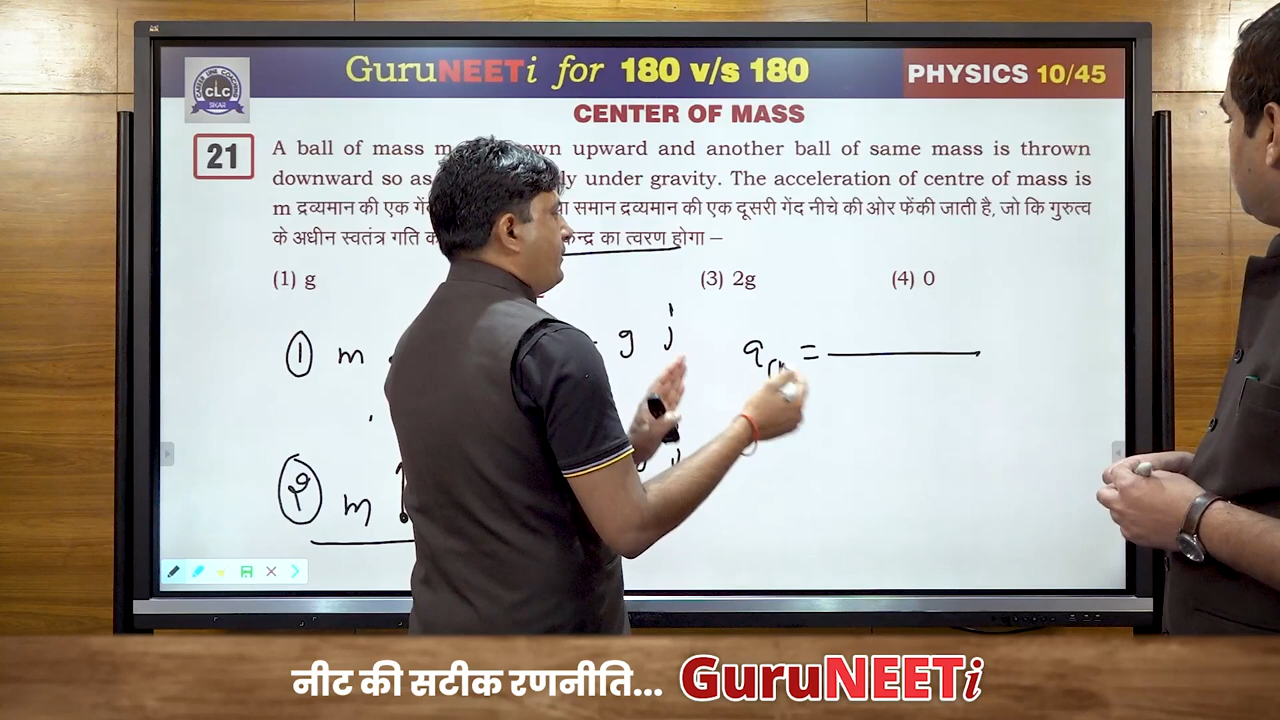 GuruNEETi for 180 v/s 180
PHYSICS 10/45
CLC
SIKAR
CENTER OF MASS
21
A ball of mass m upward and another ball of same mass is thrown
downward so as under gravity. The acceleration of centre of mass is
m द्रव्यमान की एक समान द्रव्यमान की एक दूसरी गेंद नीचे की ओर फेंकी जाती है, जो कि गुरुत्व
के अधीन स्वतंत्र गति का त्वरण होगा –
(1) g
(3) 2g
(4) 0
1 m g j
a =
2 m
नीट की सटीक रणनीति... GuruNEETi